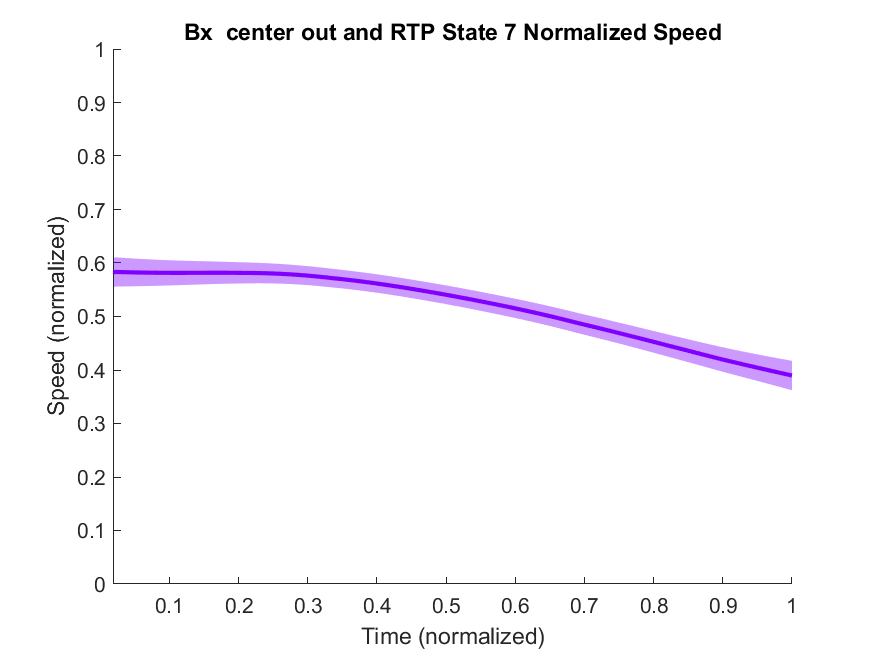 Bx  center out and RTP State 7 Normalized Speed
1
0.9
0.8
0.7
0.6
0.5
0.4
0.3
0.2
0.1
0
Speed (normalized)
0.1 0.2 0.3 0.4 0.5 0.6 0.7 0.8 0.9 1
Time (normalized)